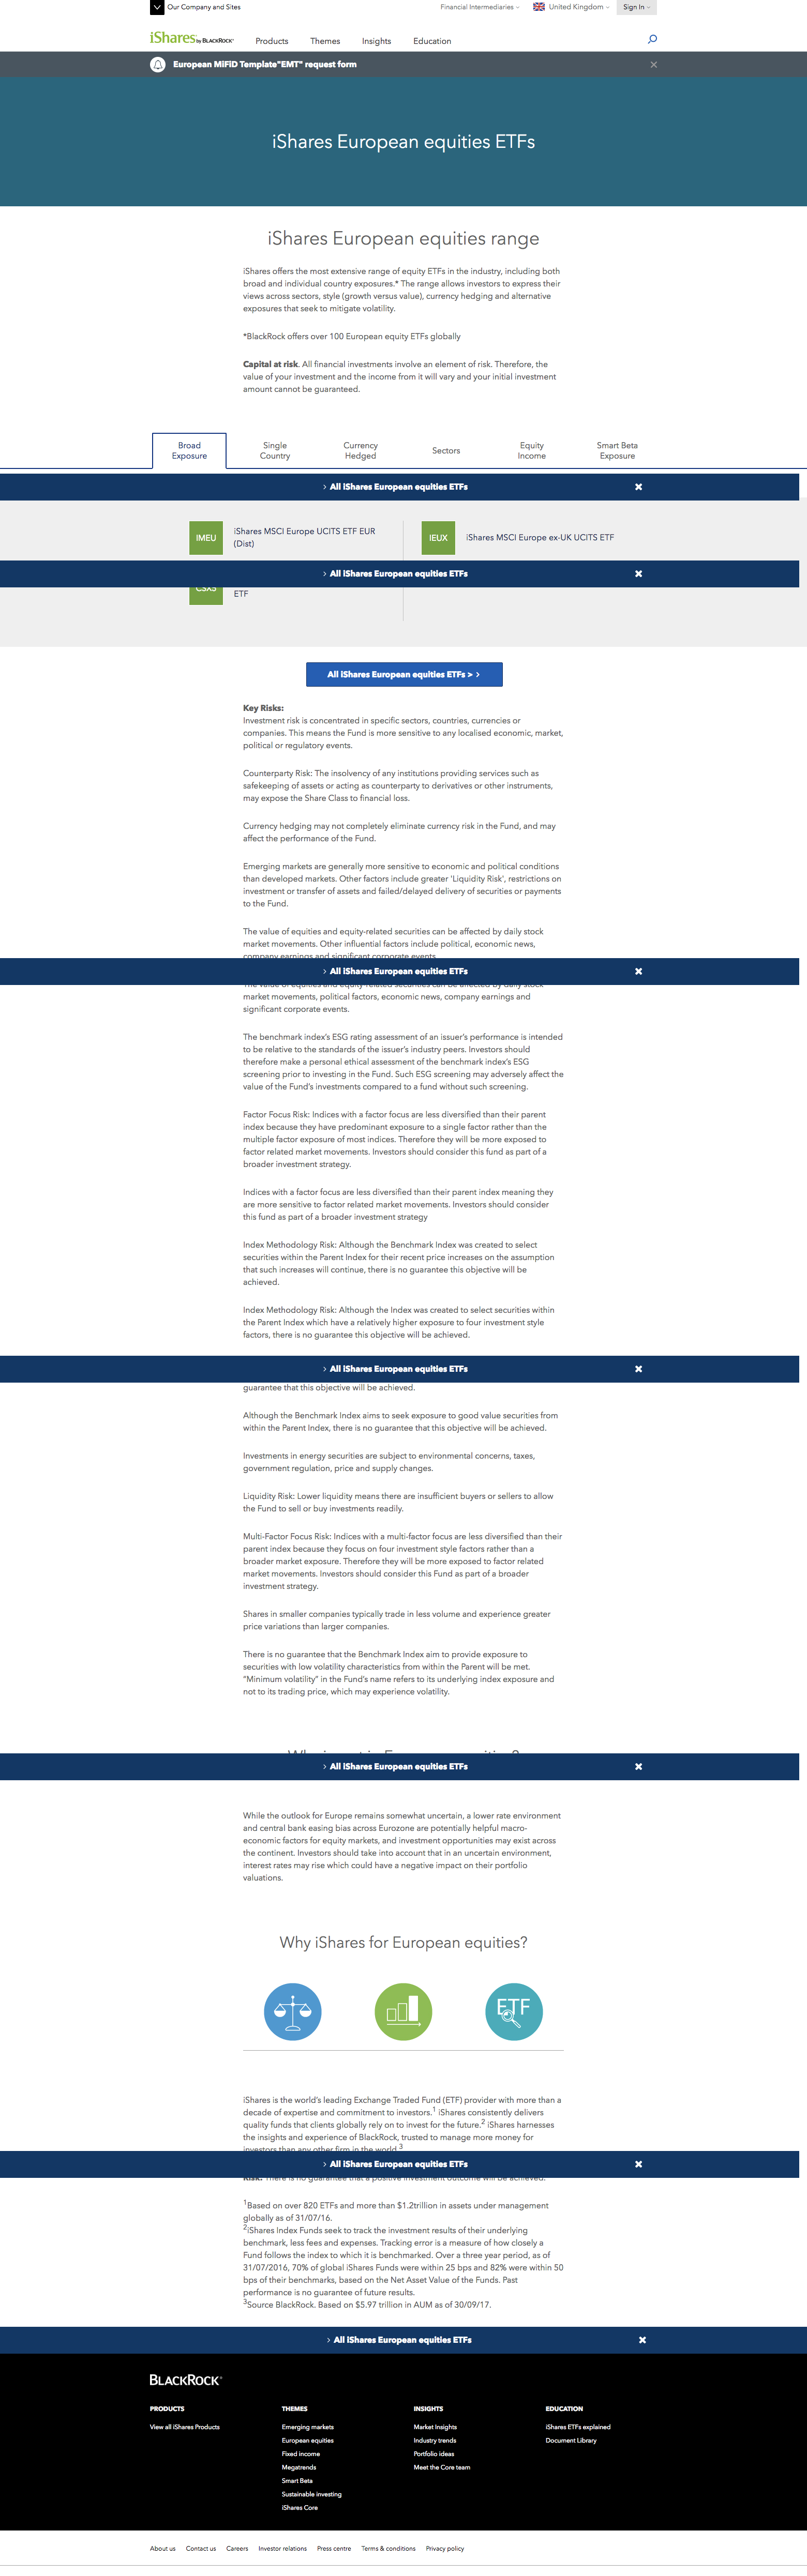 Our Company and Sites
Financial Intermediaries
United Kingdom
Sign In
iShares by BLACKROCK®
Products
Themes
Insights
Education
European MiFID Template"EMT" request form
iShares European equities ETFs
iShares European equities range
iShares offers the most extensive range of equity ETFs in the industry, including both
broad and individual country exposures.* The range allows investors to express their
views across sectors, style (growth versus value), currency hedging and alternative
exposures that seek to mitigate volatility.
*BlackRock offers over 100 European equity ETFs globally
Capital at risk. All financial investments involve an element of risk. Therefore, the
value of your investment and the income from it will vary and your initial investment
amount cannot be guaranteed.
Broad
Exposure
Single
Country
Currency
Hedged
Sectors
Equity
Income
Smart Beta
Exposure
> All iShares European equities ETFs
IMEU
iShares MSCI Europe UCITS ETF EUR
(Dist)
IEUX
iShares MSCI Europe ex-UK UCITS ETF
> All iShares European equities ETFs
CSX5
ETF
All iShares European equities ETFs > >
Key Risks:
Investment risk is concentrated in specific sectors, countries, currencies or
companies. This means the Fund is more sensitive to any localised economic, market,
political or regulatory events.
Counterparty Risk: The insolvency of any institutions providing services such as
safekeeping of assets or acting as counterparty to derivatives or other instruments,
may expose the Share Class to financial loss.
Currency hedging may not completely eliminate currency risk in the Fund, and may
affect the performance of the Fund.
Emerging markets are generally more sensitive to economic and political conditions
than developed markets. Other factors include greater 'Liquidity Risk', restrictions on
investment or transfer of assets and failed/delayed delivery of securities or payments
to the Fund.
The value of equities and equity-related securities can be affected by daily stock
market movements. Other influential factors include political, economic news,
company earnings and significant corporate events.
> All iShares European equities ETFs
The value of equities and equity-related securities can be affected by daily stock
market movements, political factors, economic news, company earnings and
significant corporate events.
The benchmark index's ESG rating assessment of an issuer's performance is intended
to be relative to the standards of the issuer's industry peers. Investors should
therefore make a personal ethical assessment of the benchmark index's ESG
screening prior to investing in the Fund. Such ESG screening may adversely affect the
value of the Fund's investments compared to a fund without such screening.
Factor Focus Risk: Indices with a factor focus are less diversified than their parent
index because they have predominant exposure to a single factor rather than the
multiple factor exposure of most indices. Therefore they will be more exposed to
factor related market movements. Investors should consider this fund as part of a
broader investment strategy.
Indices with a factor focus are less diversified than their parent index meaning they
are more sensitive to factor related market movements. Investors should consider
this fund as part of a broader investment strategy
Index Methodology Risk: Although the Benchmark Index was created to select
securities within the Parent Index for their recent price increases on the assumption
that such increases will continue, there is no guarantee this objective will be
achieved.
Index Methodology Risk: Although the Index was created to select securities within
the Parent Index which have a relatively higher exposure to four investment style
factors, there is no guarantee this objective will be achieved.
> All iShares European equities ETFs
guarantee that this objective will be achieved.
Although the Benchmark Index aims to seek exposure to good value securities from
within the Parent Index, there is no guarantee that this objective will be achieved.
Investments in energy securities are subject to environmental concerns, taxes,
government regulation, price and supply changes.
Liquidity Risk: Lower liquidity means there are insufficient buyers or sellers to allow
the Fund to sell or buy investments readily.
Multi-Factor Focus Risk: Indices with a multi-factor focus are less diversified than their
parent index because they focus on four investment style factors rather than a
broader market exposure. Therefore they will be more exposed to factor related
market movements. Investors should consider this Fund as part of a broader
investment strategy.
Shares in smaller companies typically trade in less volume and experience greater
price variations than larger companies.
There is no guarantee that the Benchmark Index aim to provide exposure to
securities with low volatility characteristics from within the Parent will be met.
"Minimum volatility" in the Fund's name refers to its underlying index exposure and
not to its trading price, which may experience volatility.
> All iShares European equities ETFs
While the outlook for Europe remains somewhat uncertain, a lower rate environment
and central bank easing bias across Eurozone are potentially helpful macro-
economic factors for equity markets, and investment opportunities may exist across
the continent. Investors should take into account that in an uncertain environment,
interest rates may rise which could have a negative impact on their portfolio
valuations.
Why iShares for European equities?
ETF
iShares is the world's leading Exchange Traded Fund (ETF) provider with more than a
decade of expertise and commitment to investors.1 iShares consistently delivers
quality funds that clients globally rely on to invest for the future.2 iShares harnesses
the insights and experience of BlackRock, trusted to manage more money for
investors than any other firm in the world.3
> All iShares European equities ETFs
Risk: There is no guarantee that a positive investment outcome will be achieved.
1Based on over 820 ETFs and more than $1.2trillion in assets under management
globally as of 31/07/16.
2iShares Index Funds seek to track the investment results of their underlying
benchmark, less fees and expenses. Tracking error is a measure of how closely a
Fund follows the index to which it is benchmarked. Over a three year period, as of
31/07/2016, 70% of global iShares Funds were within 25 bps and 82% were within 50
bps of their benchmarks, based on the Net Asset Value of the Funds. Past
performance is no guarantee of future results.
3Source BlackRock. Based on $5.97 trillion in AUM as of 30/09/17.
> All iShares European equities ETFs
BLACKROCK®
PRODUCTS
View all iShares Products
THEMES
Emerging markets
European equities
Fixed income
Megatrends
Smart Beta
Sustainable investing
iShares Core
INSIGHTS
Market Insights
Industry trends
Portfolio ideas
Meet the Core team
EDUCATION
iShares ETFs explained
Document Library
About us
Contact us
Careers
Investor relations
Press centre
Terms & conditions
Privacy policy